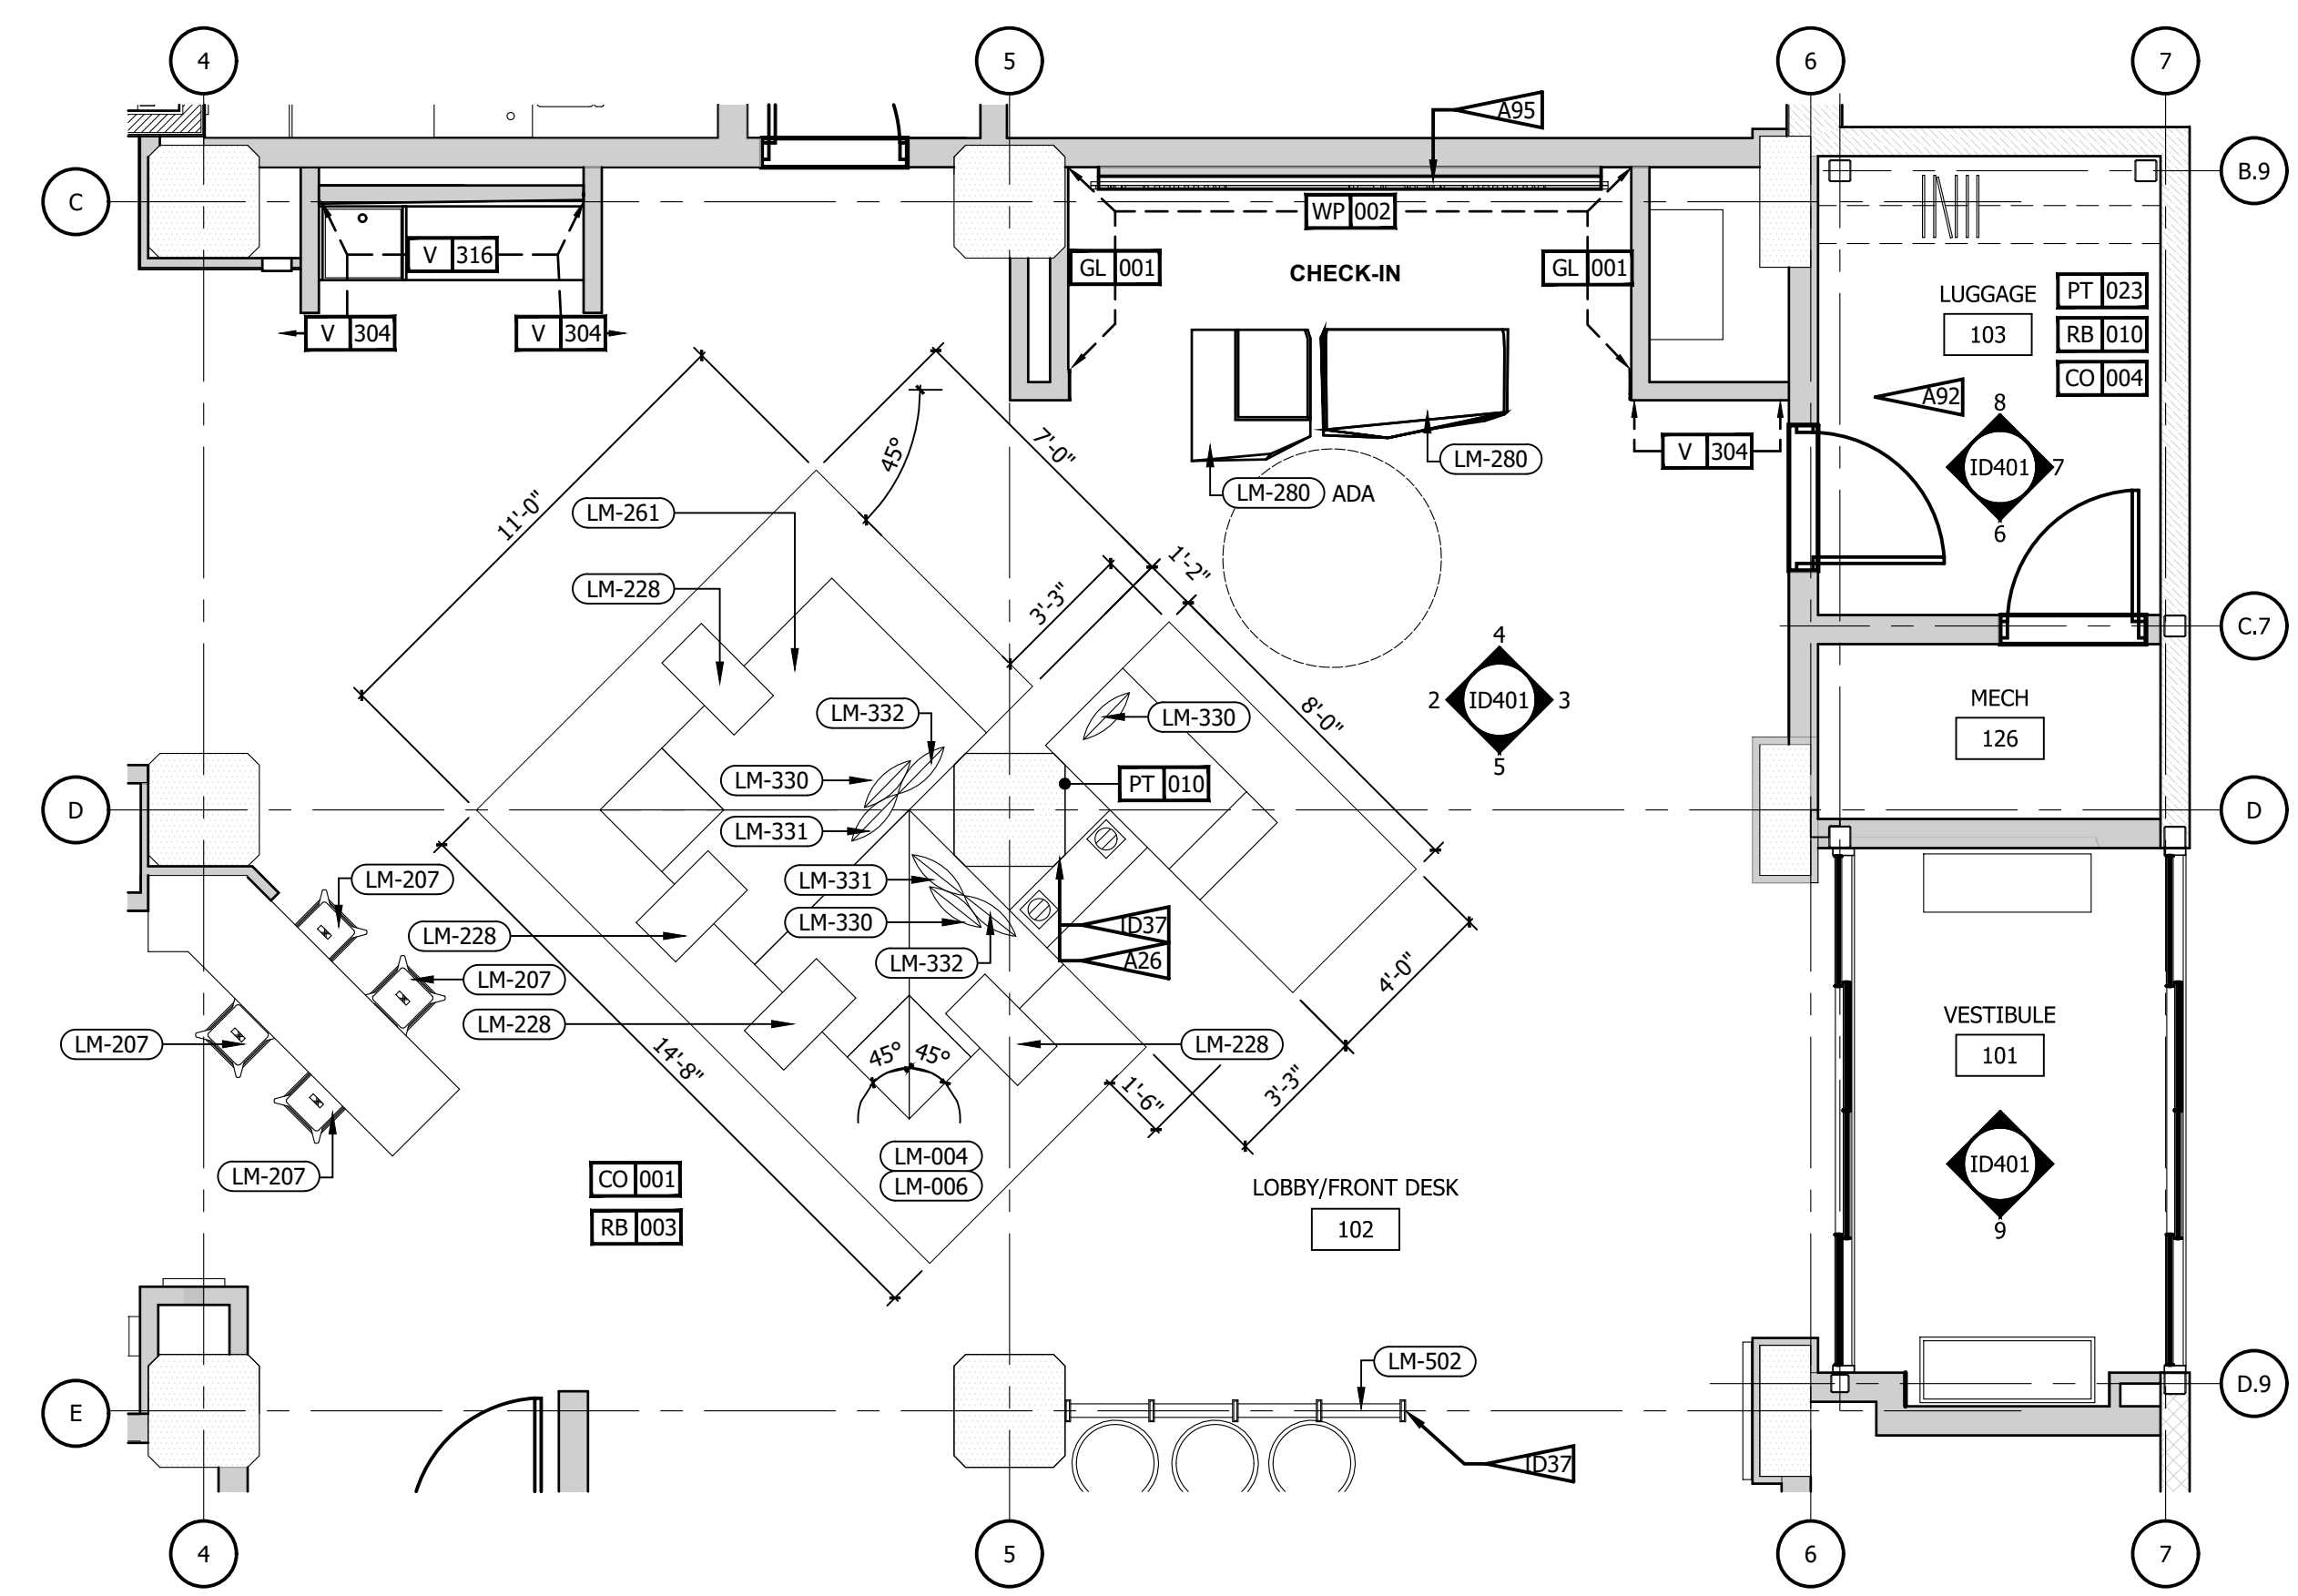 4
5
6
7
A95
C
B.9
WP 002
V 316
GL 001
CHECK-IN
GL 001
LUGGAGE
103
PT 023
RB 010
CO 004
V 304
V 304
A92
8
ID401
7
6
45°
7'-0"
V 304
LM-280
LM-280
ADA
11'-0"
LM-261
LM-228
1'-2"
3'-3"
C.7
4
2
ID401
3
5
MECH
126
LM-332
LM-330
8'-0"
LM-330
PT 010
D
D
LM-331
LM-207
LM-331
LM-330
ID37
LM-228
LM-332
A26
LM-207
4'-0"
LM-228
LM-207
45°
45°
LM-228
VESTIBULE
101
14'-8"
1'-6"
3'-3"
LM-207
LM-004
LM-006
CO 001
RB 003
LOBBY/FRONT DESK
102
ID401
9
LM-502
E
D.9
ID37
4
5
6
7